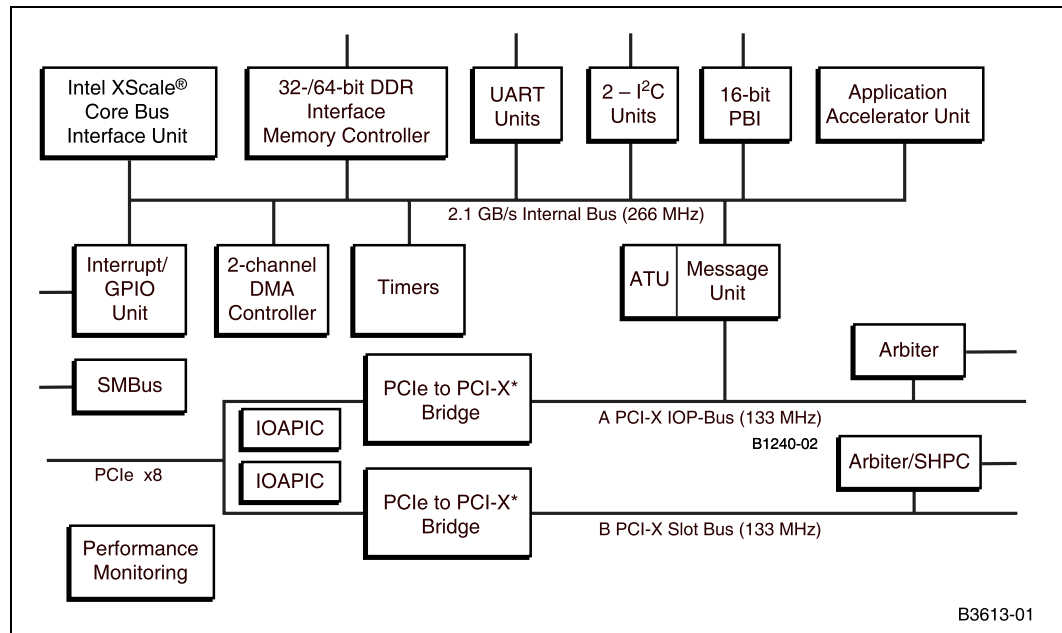 Intel XScale®
Core Bus
Interface Unit
32-/64-bit DDR
Interface
Memory Controller
UART
Units
2 – I²C
Units
16-bit
PBI
Application
Accelerator Unit
2.1 GB/s Internal Bus (266 MHz)
Interrupt/
GPIO
Unit
2-channel
DMA
Controller
Timers
ATU
Message
Unit
SMBus
PCIe to PCI-X*
Bridge
Arbiter
IOAPIC
A PCI-X IOP-Bus (133 MHz)
B1240-02
PCIe x8
IOAPIC
PCIe to PCI-X*
Bridge
Arbiter/SHPC
B PCI-X Slot Bus (133 MHz)
Performance
Monitoring
B3613-01